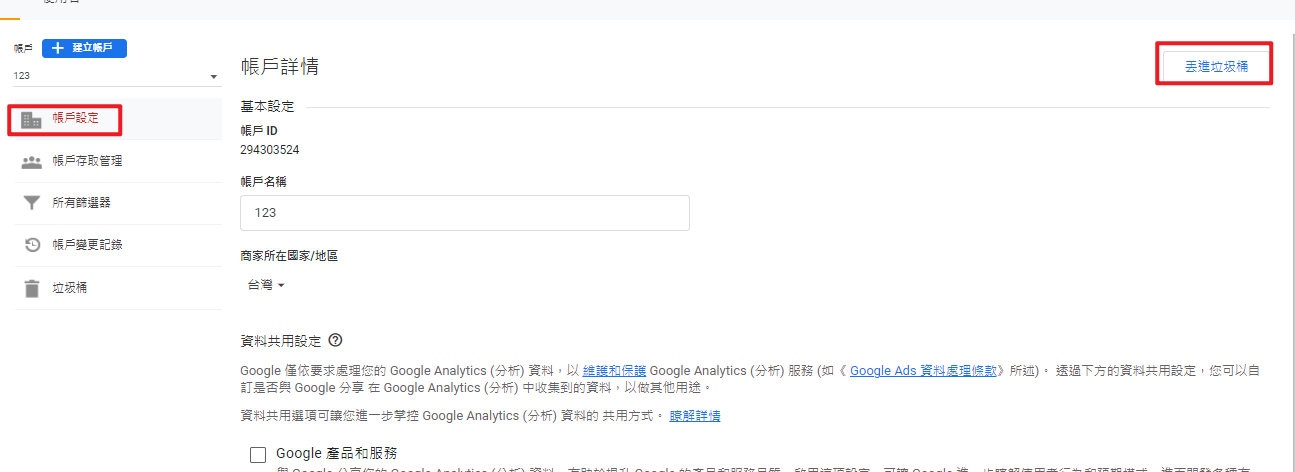 帳戶
建立帳戶
123
帳戶設定
帳戶存取管理
所有篩選器
帳戶變更記錄
垃圾桶
帳戶詳情
丟進垃圾桶
基本設定
帳戶 ID
294303524
帳戶名稱
123
商家所在國家/地區
台灣
資料共用設定
Google 僅依要求處理您的 Google Analytics (分析) 資料，以 維護和保護 Google Analytics (分析) 服務 (如《 Google Ads 資料處理條款》所述)。 透過下方的資料共用設定，您可以自
訂是否與 Google 分享 在 Google Analytics (分析) 中收集到的資料，以做其他用途。
資料共用選項可讓您進一步掌控 Google Analytics (分析) 資料的 共用方式。 瞭解詳情
Google 產品和服務